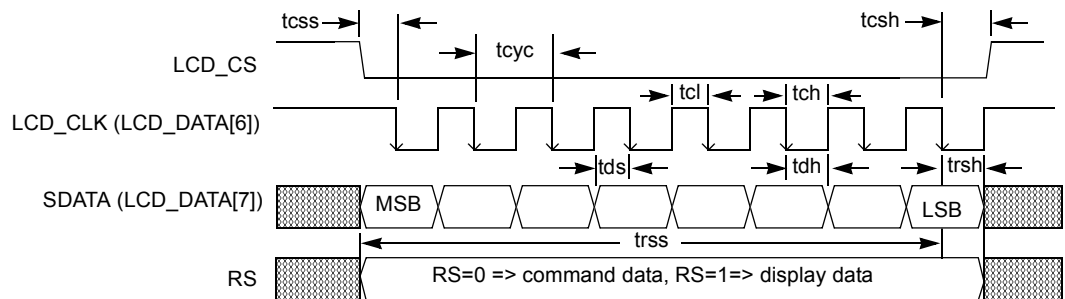 tcss
tcsh
tcyc
LCD_CS
tcl
tch
LCD_CLK (LCD_DATA[6])
tds
tdh
trsh
SDATA (LCD_DATA[7])
MSB
LSB
trss
RS
RS=0 => command data, RS=1=> display data